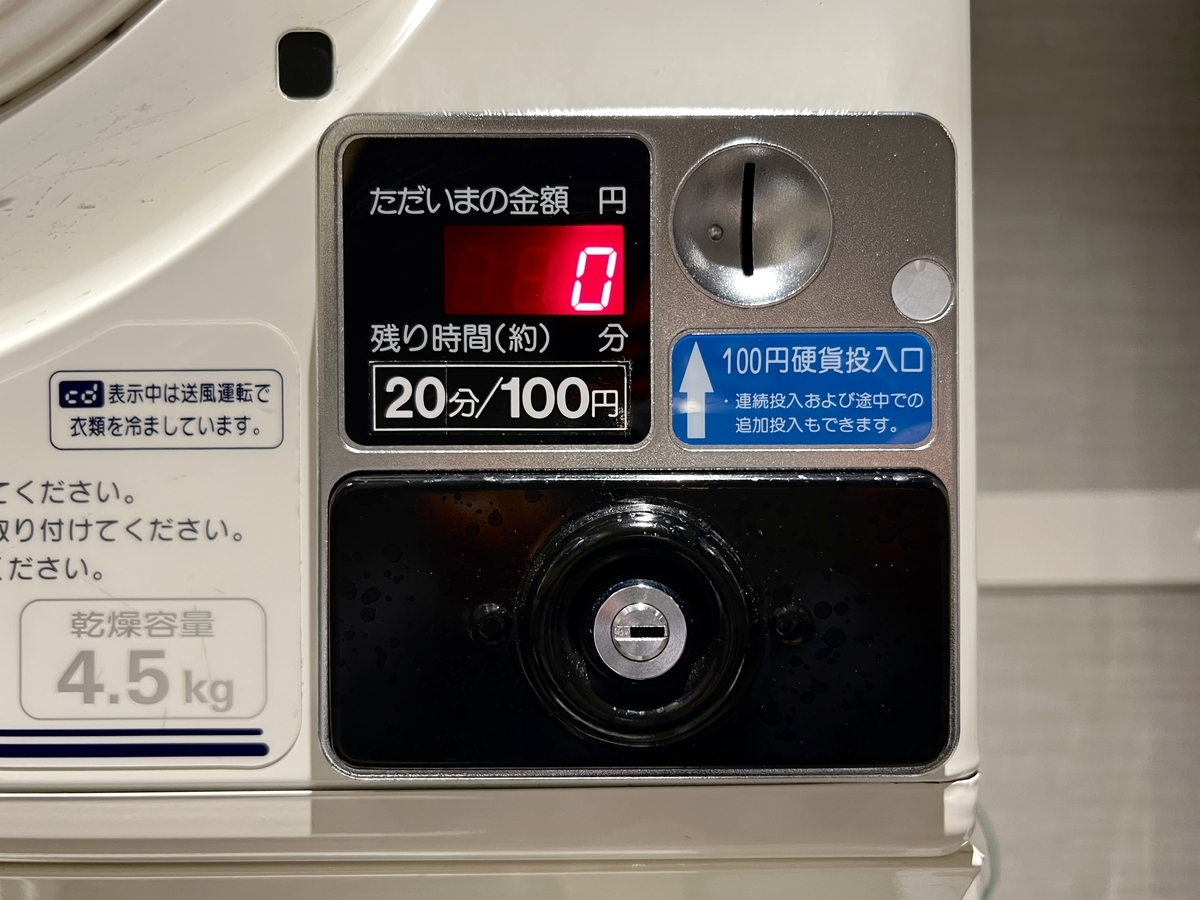 ただいまの金額 円
0
残り時間(約) 分
20分/100円
100円硬貨投入口
・連続投入および途中での
追加投入もできます。
cd 表示中は送風運転で
衣類を冷ましています。
てください。
取り付けてください。
ください。
乾燥容量
4.5 kg